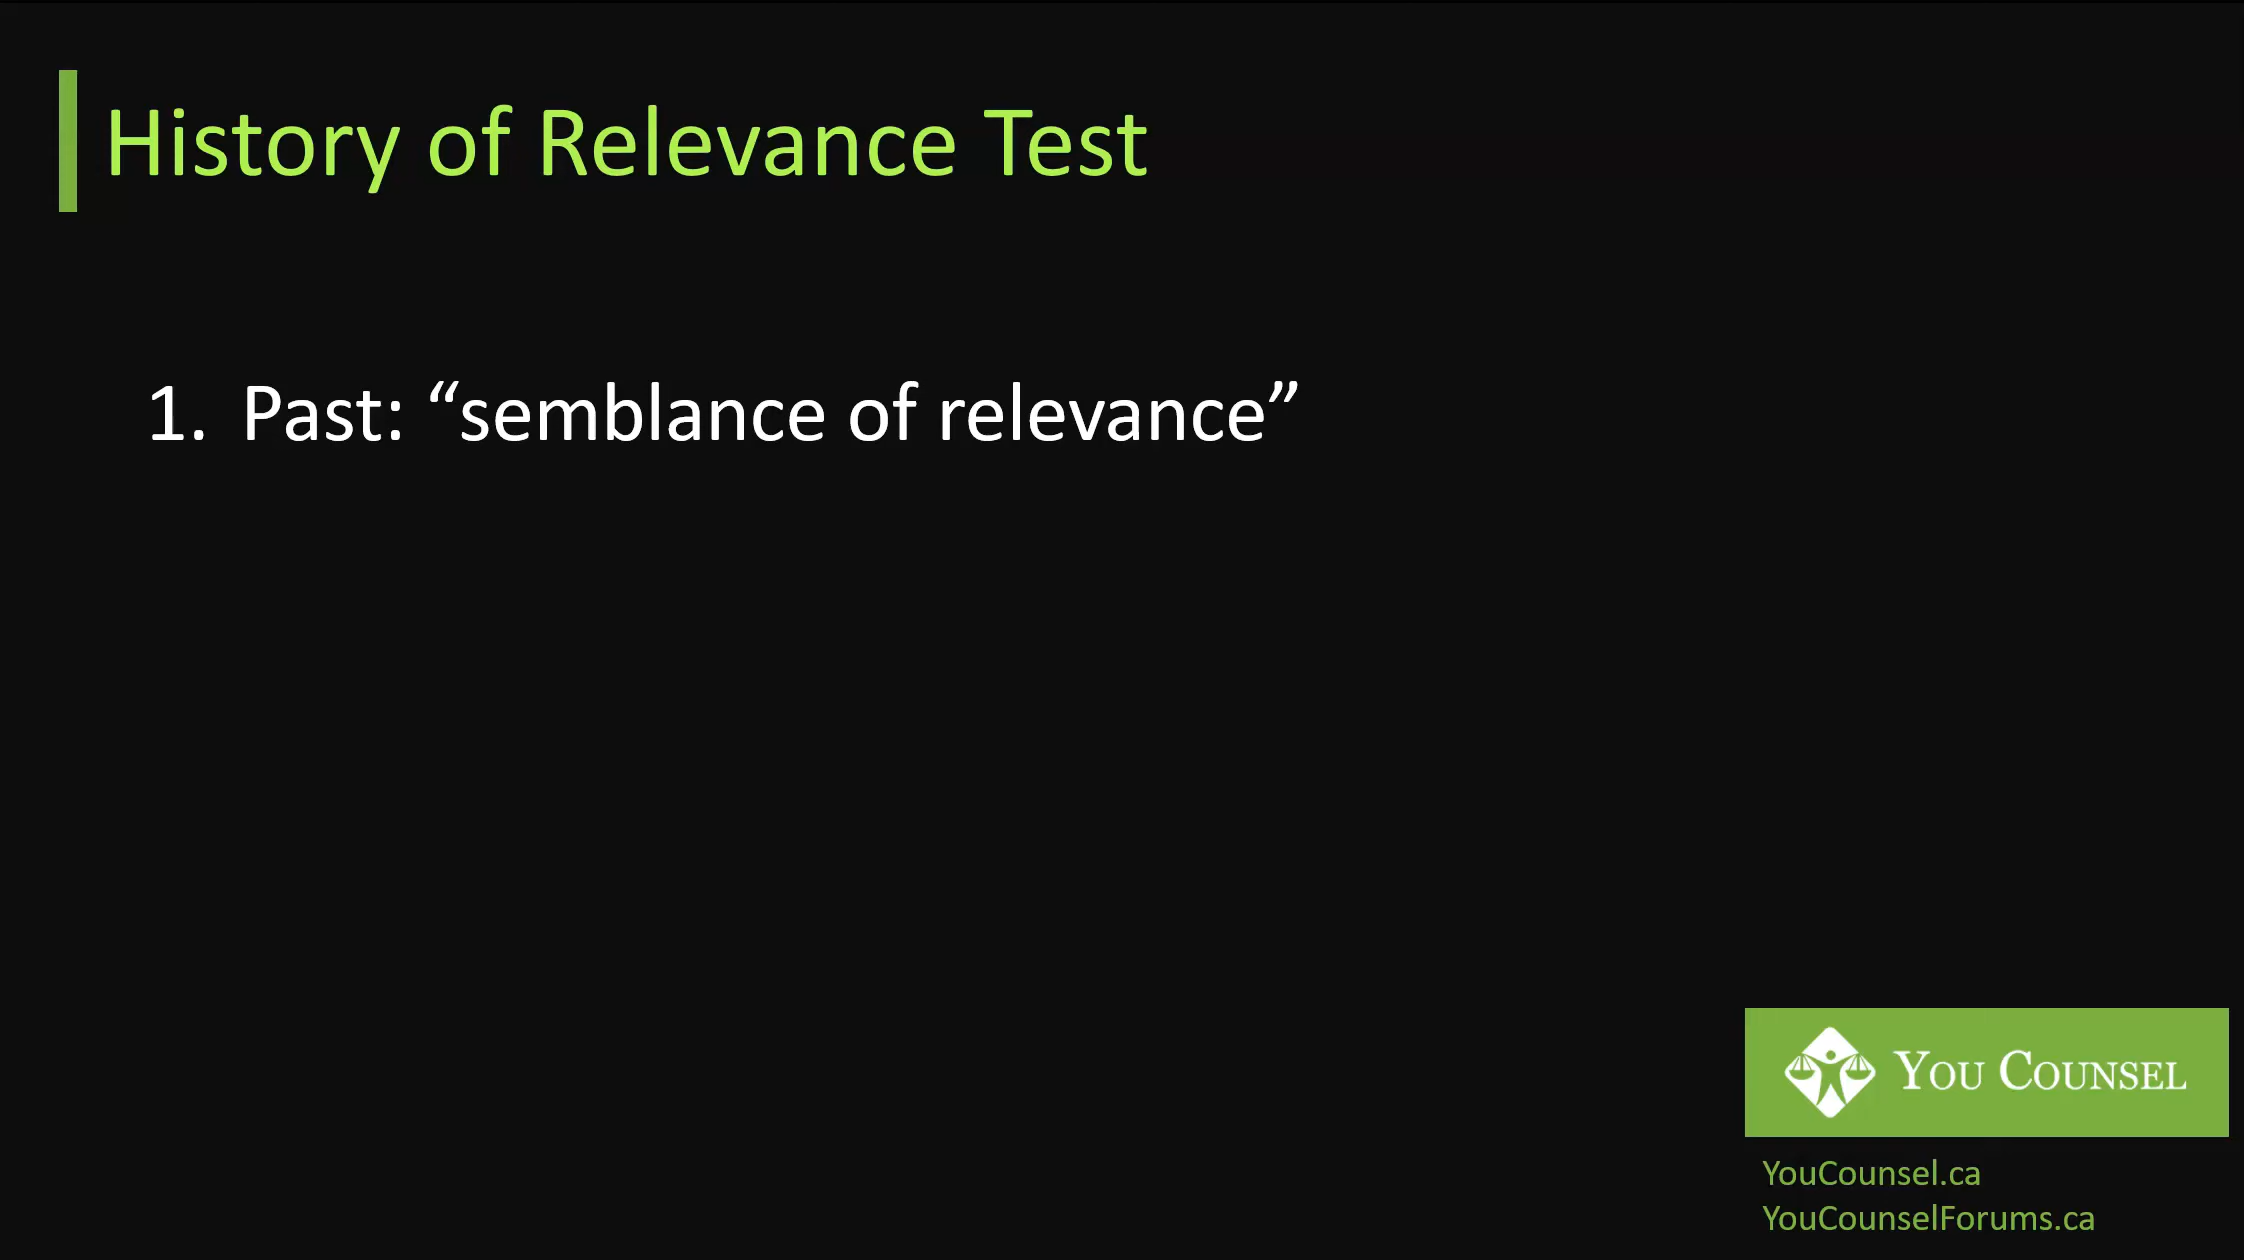 History of Relevance Test
1. Past: “semblance of relevance”
YOU COUNSEL
YouCounsel.ca
YouCounselForums.ca